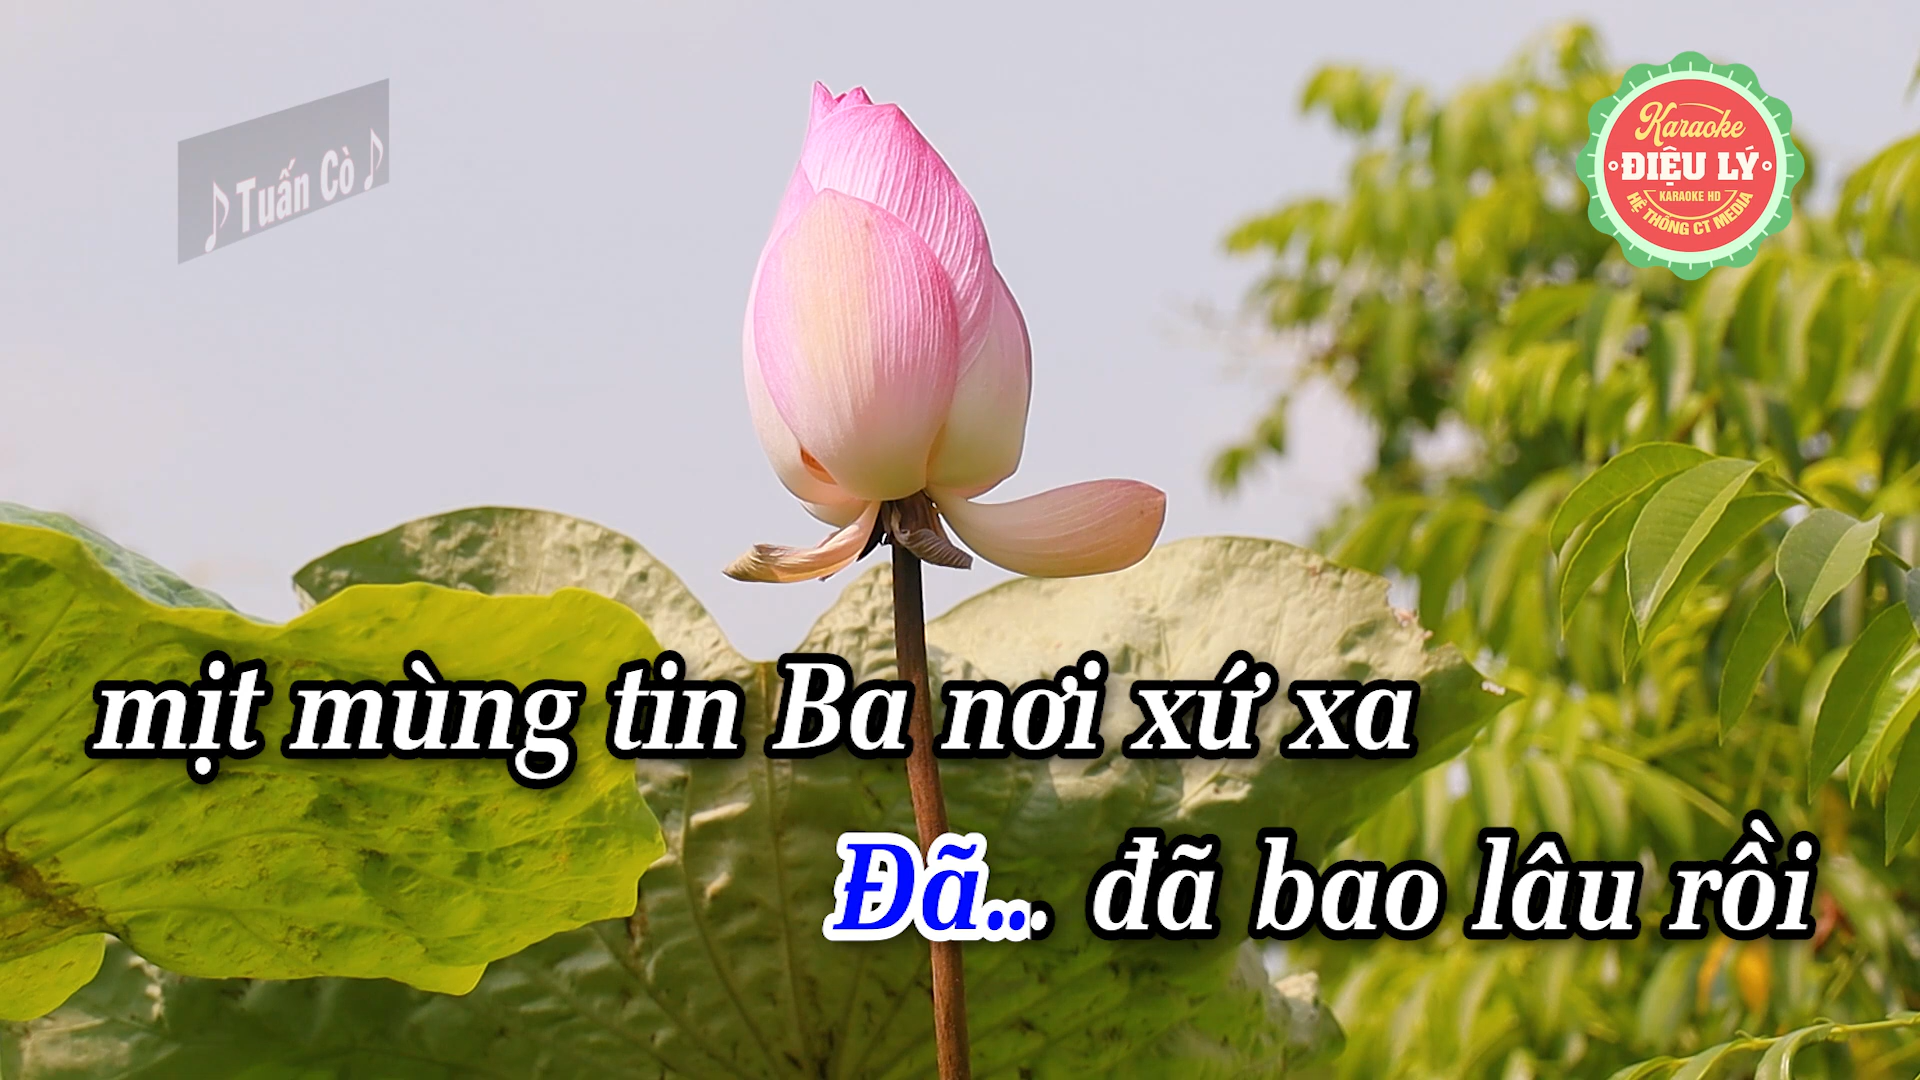 ♪ Tuấn Cò ♪
Karaoke
ĐIỆU LÝ
KARAOKE HD
HỆ THỐNG CT MEDIA
mịt mùng tin Ba nơi xứ xa
Đã... đã bao lâu rồi